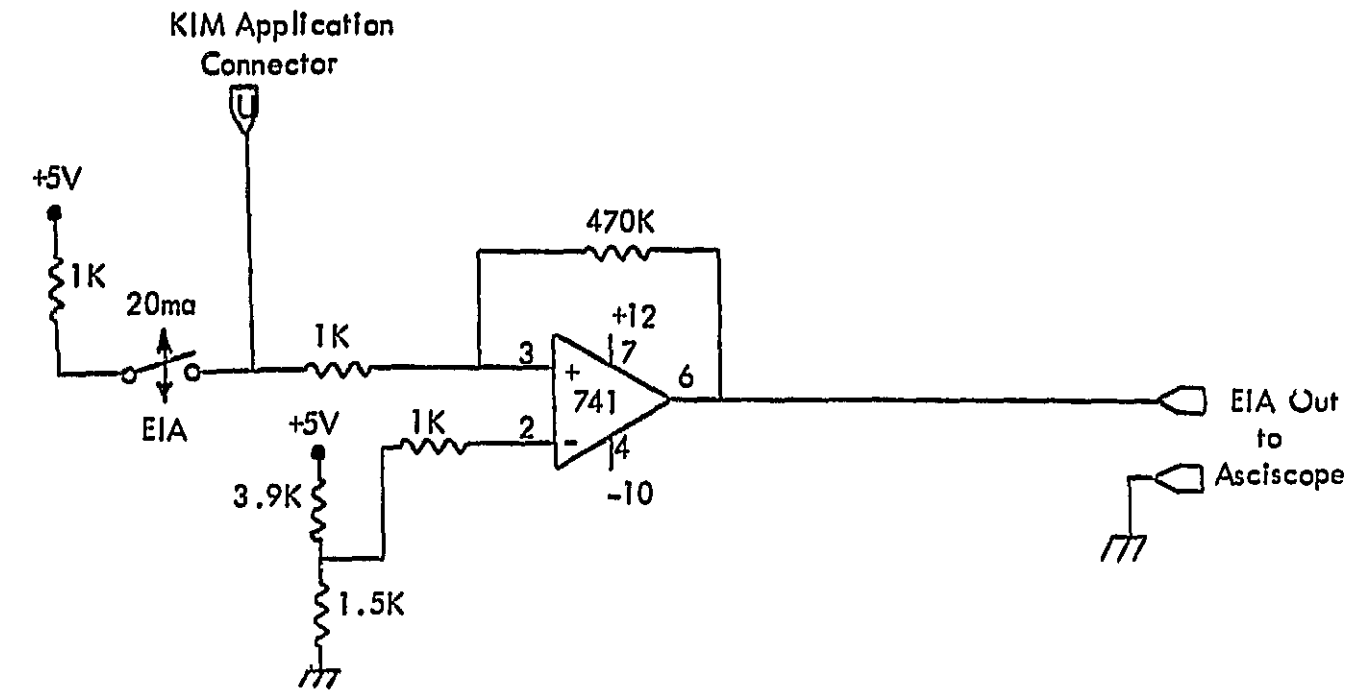 KIM Application
Connector
U
+5V
1K
20ma
EIA
1K
470K
+12
3
7
+
741
6
2
-
4
-10
+5V
1K
3.9K
1.5K
EIA Out
to
Asciscope